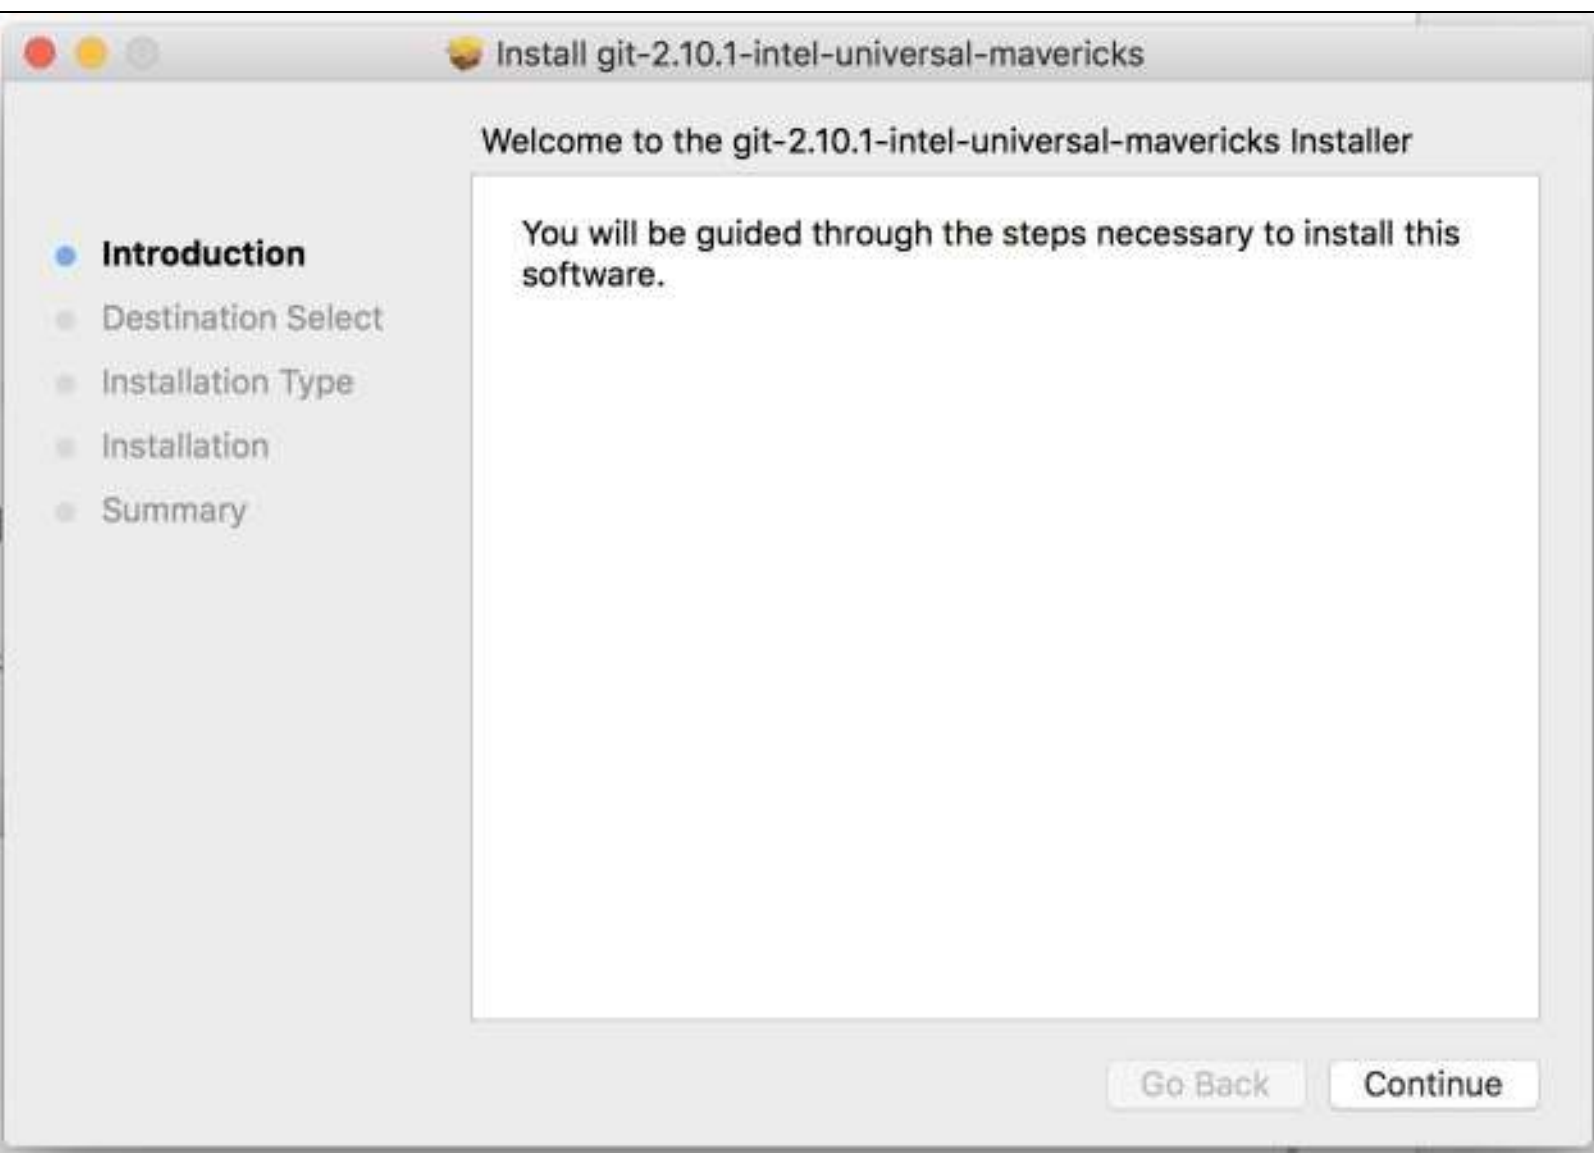 Install git-2.10.1-intel-universal-mavericks
Welcome to the git-2.10.1-intel-universal-mavericks Installer
Introduction
Destination Select
Installation Type
Installation
Summary
You will be guided through the steps necessary to install this
software.
Go Back
Continue